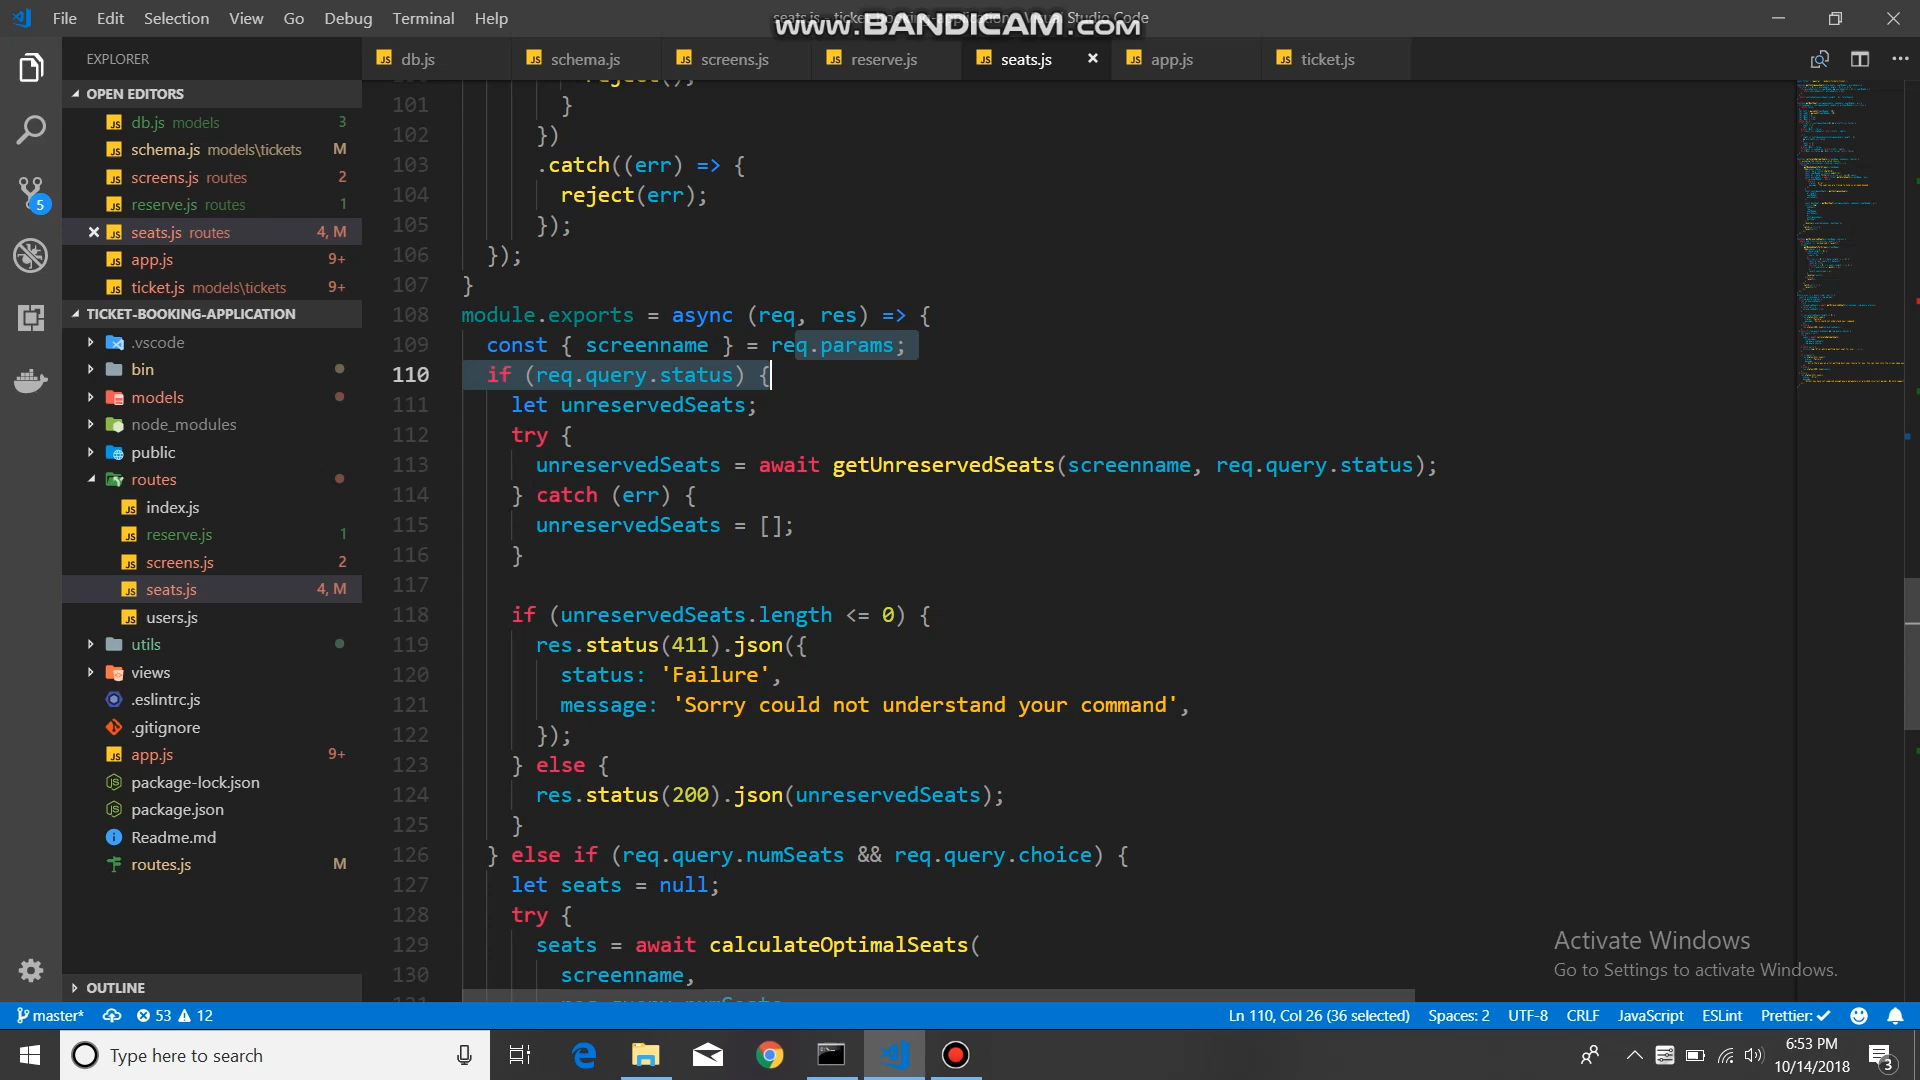 File Edit Selection View Go Debug Terminal Help
www.BANDICAM.com
EXPLORER
db.js
schema.js
screens.js
reserve.js
seats.js
app.js
ticket.js
OPEN EDITORS
db.js models 3
schema.js models\tickets M
screens.js routes 2
reserve.js routes 1
seats.js routes 4, M
app.js 9+
ticket.js models\tickets 9+
TICKET-BOOKING-APPLICATION
.vscode
bin
models
node_modules
public
routes
index.js
reserve.js 1
screens.js 2
seats.js 4, M
users.js
utils
views
.eslintrc.js
.gitignore
app.js 9+
package-lock.json
package.json
Readme.md
routes.js M
OUTLINE
5
101 }
102 })
103 .catch((err) => {
104 reject(err);
105 });
106 });
107 }
108 module.exports = async (req, res) => {
109 const { screenname } = req.params;
110 if (req.query.status) {
111 let unreservedSeats;
112 try {
113 unreservedSeats = await getUnreservedSeats(screenname, req.query.status);
114 } catch (err) {
115 unreservedSeats = [];
116 }
117
118 if (unreservedSeats.length <= 0) {
119 res.status(411).json({
120 status: 'Failure',
121 message: 'Sorry could not understand your command',
122 });
123 } else {
124 res.status(200).json(unreservedSeats);
125 }
126 } else if (req.query.numSeats && req.query.choice) {
127 let seats = null;
128 try {
129 seats = await calculateOptimalSeats(
130 screenname,
Activate Windows
Go to Settings to activate Windows.
master* 53 12
Ln 110, Col 26 (36 selected) Spaces: 2 UTF-8 CRLF JavaScript ESLint Prettier: ✓
Type here to search
6:53 PM
10/14/2018
3